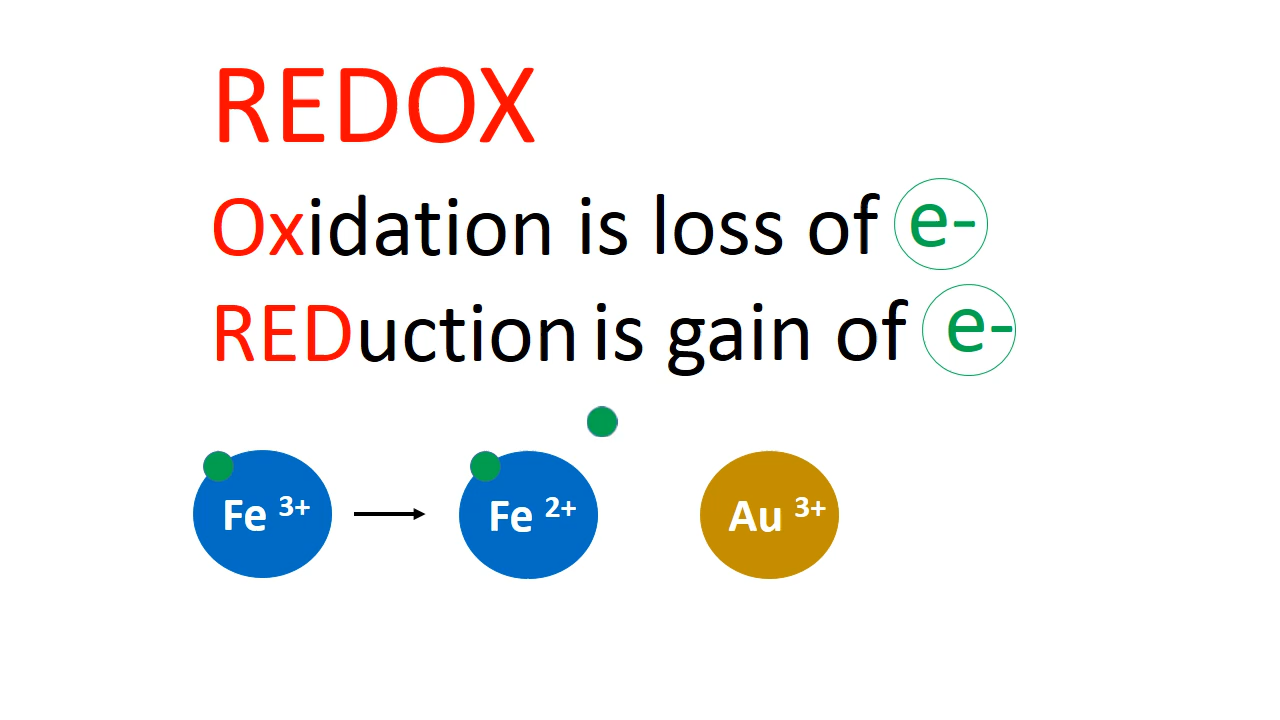 REDOX
Oxidation is loss of e-
REDuction is gain of e-
Fe 3+ Fe 2+ Au 3+